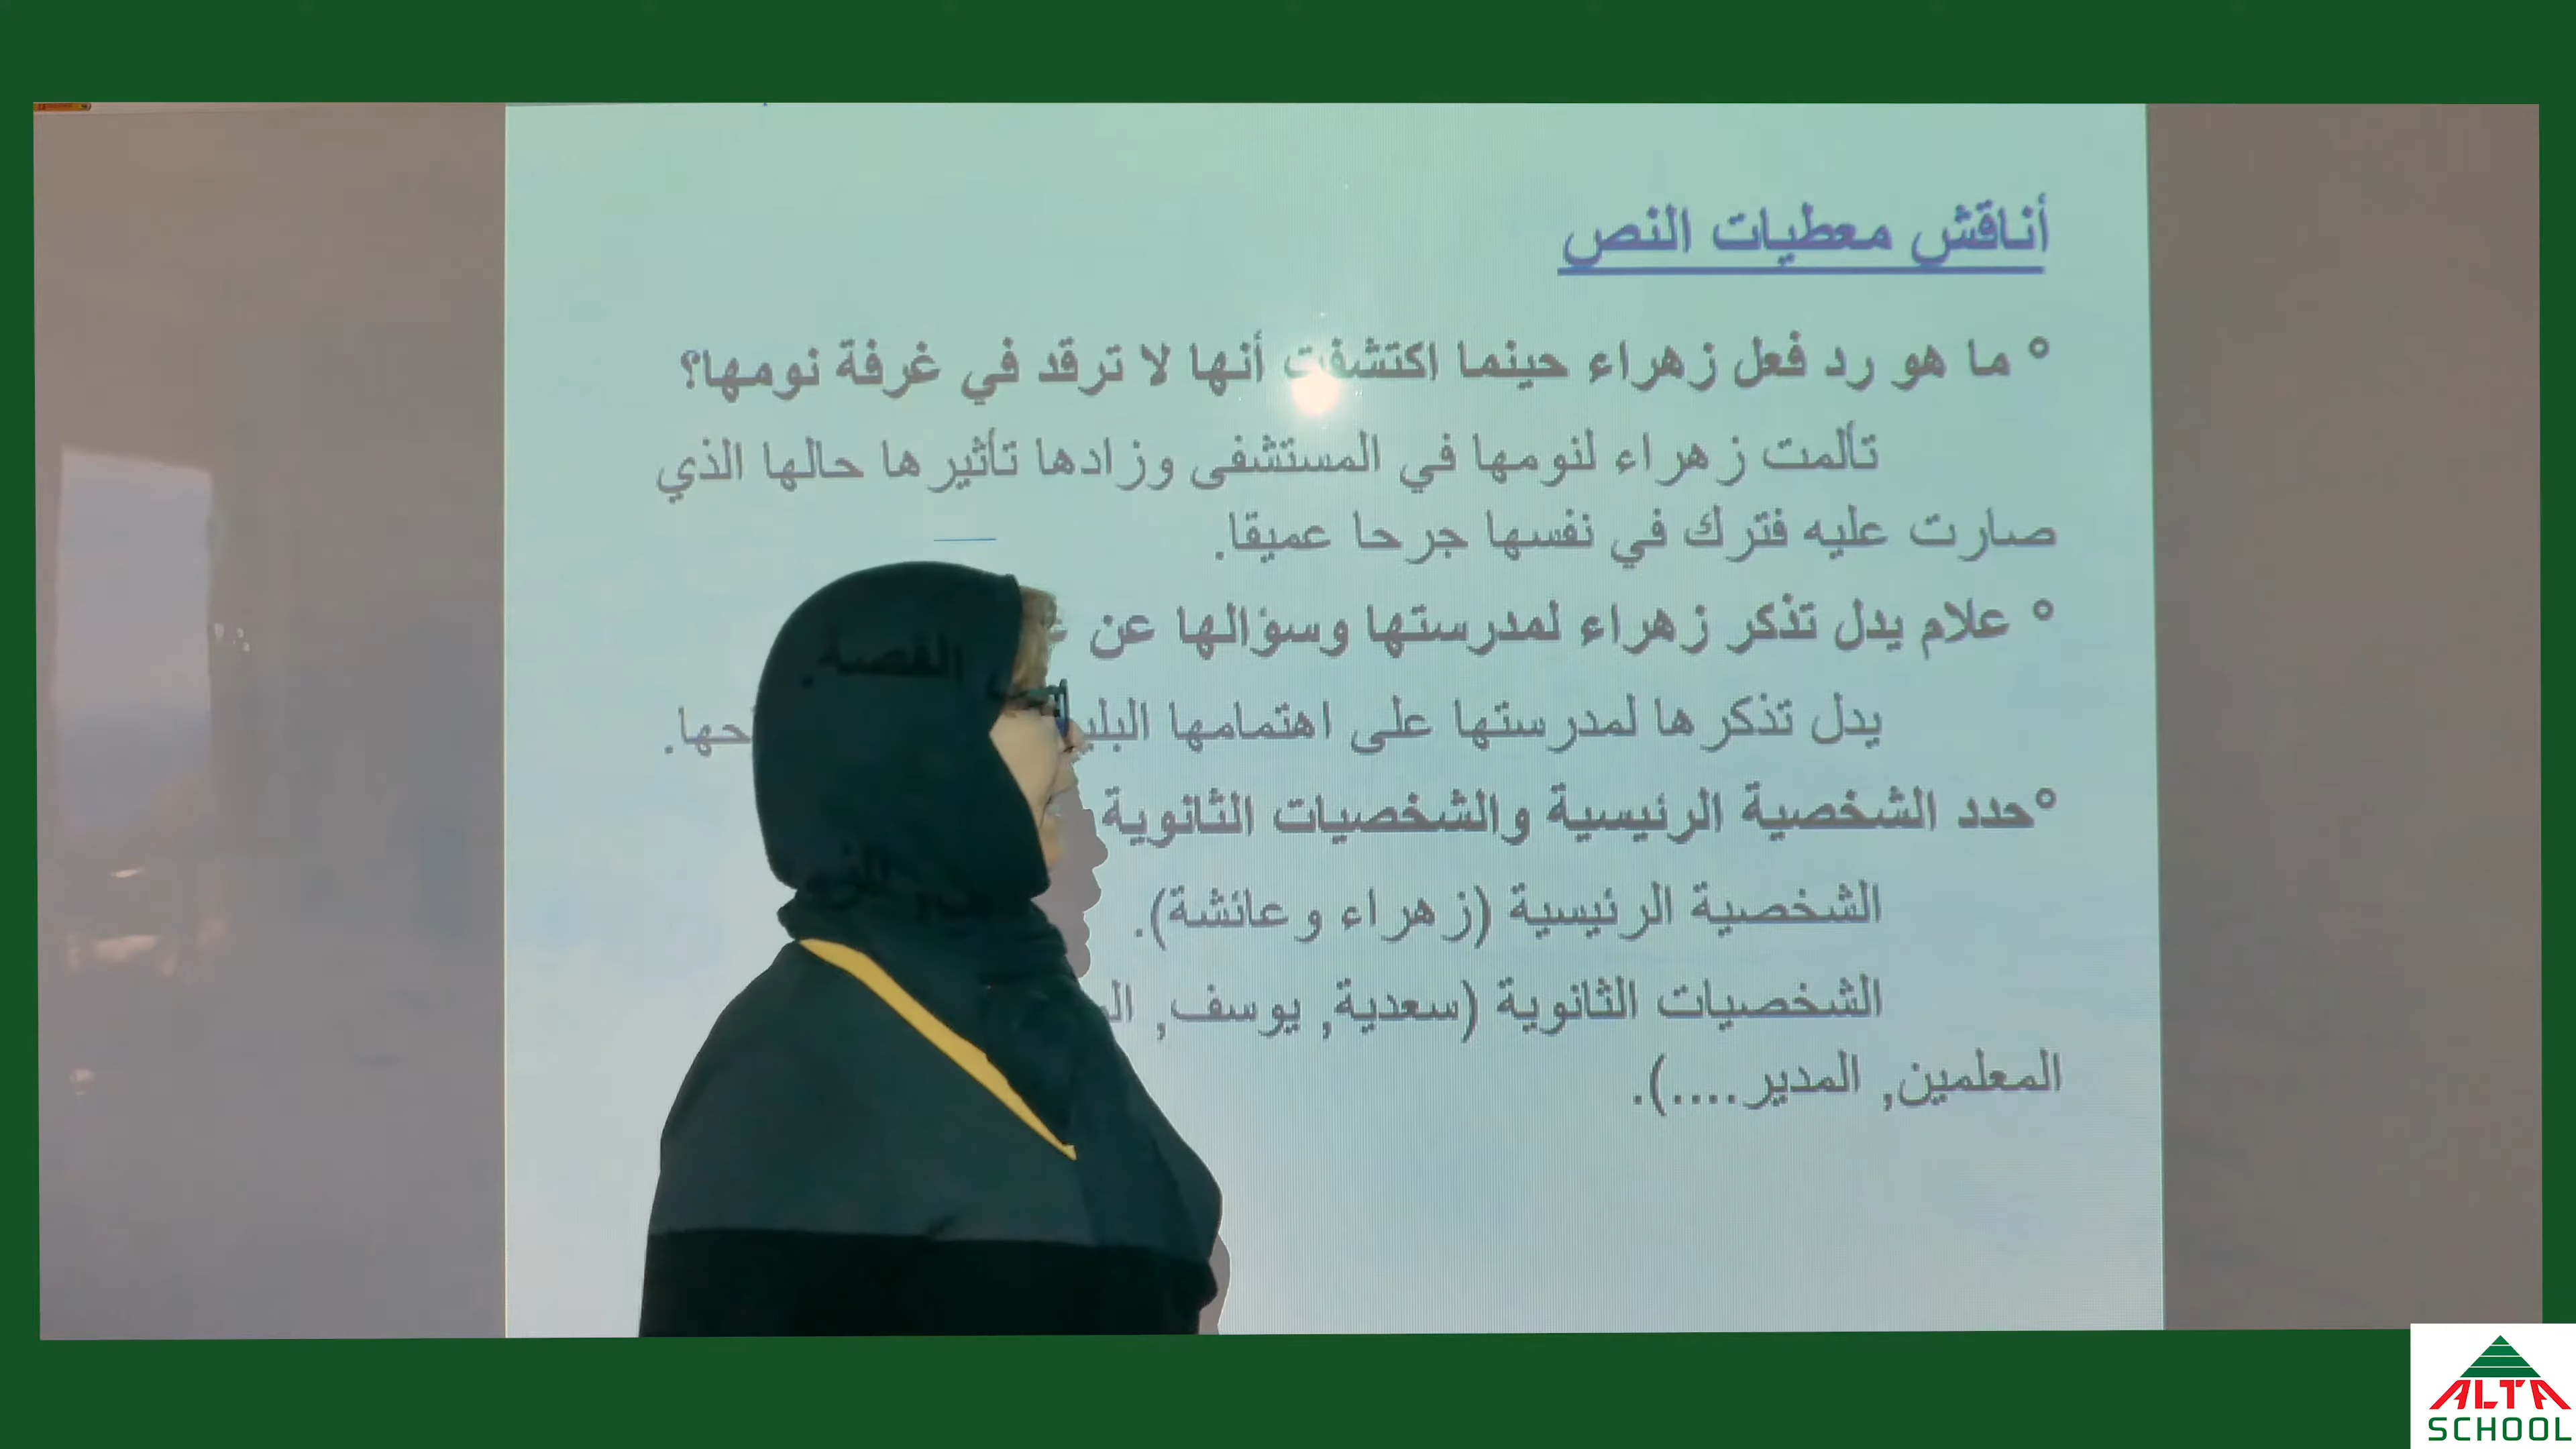 أناقش معطيات النص
° ما هو رد فعل زهراء حينما اكتشفت أنها لا ترقد في غرفة نومها؟
تألمت زهراء لنومها في المستشفى وزادها تأثيرها حالها الذي
صارت عليه فترك في نفسها جرحا عميقا.
° علام يدل تذكر زهراء لمدرستها وسؤالها عن
القصة.
يدل تذكرها لمدرستها على اهتمامها
°حدد الشخصية الرئيسية والشخصيات الثانوية
الشخصية الرئيسية (زهراء وعائشة).
الشخصيات الثانوية (سعدية, يوسف,
المعلمين, المدير....).
ALTA
SCHOOL